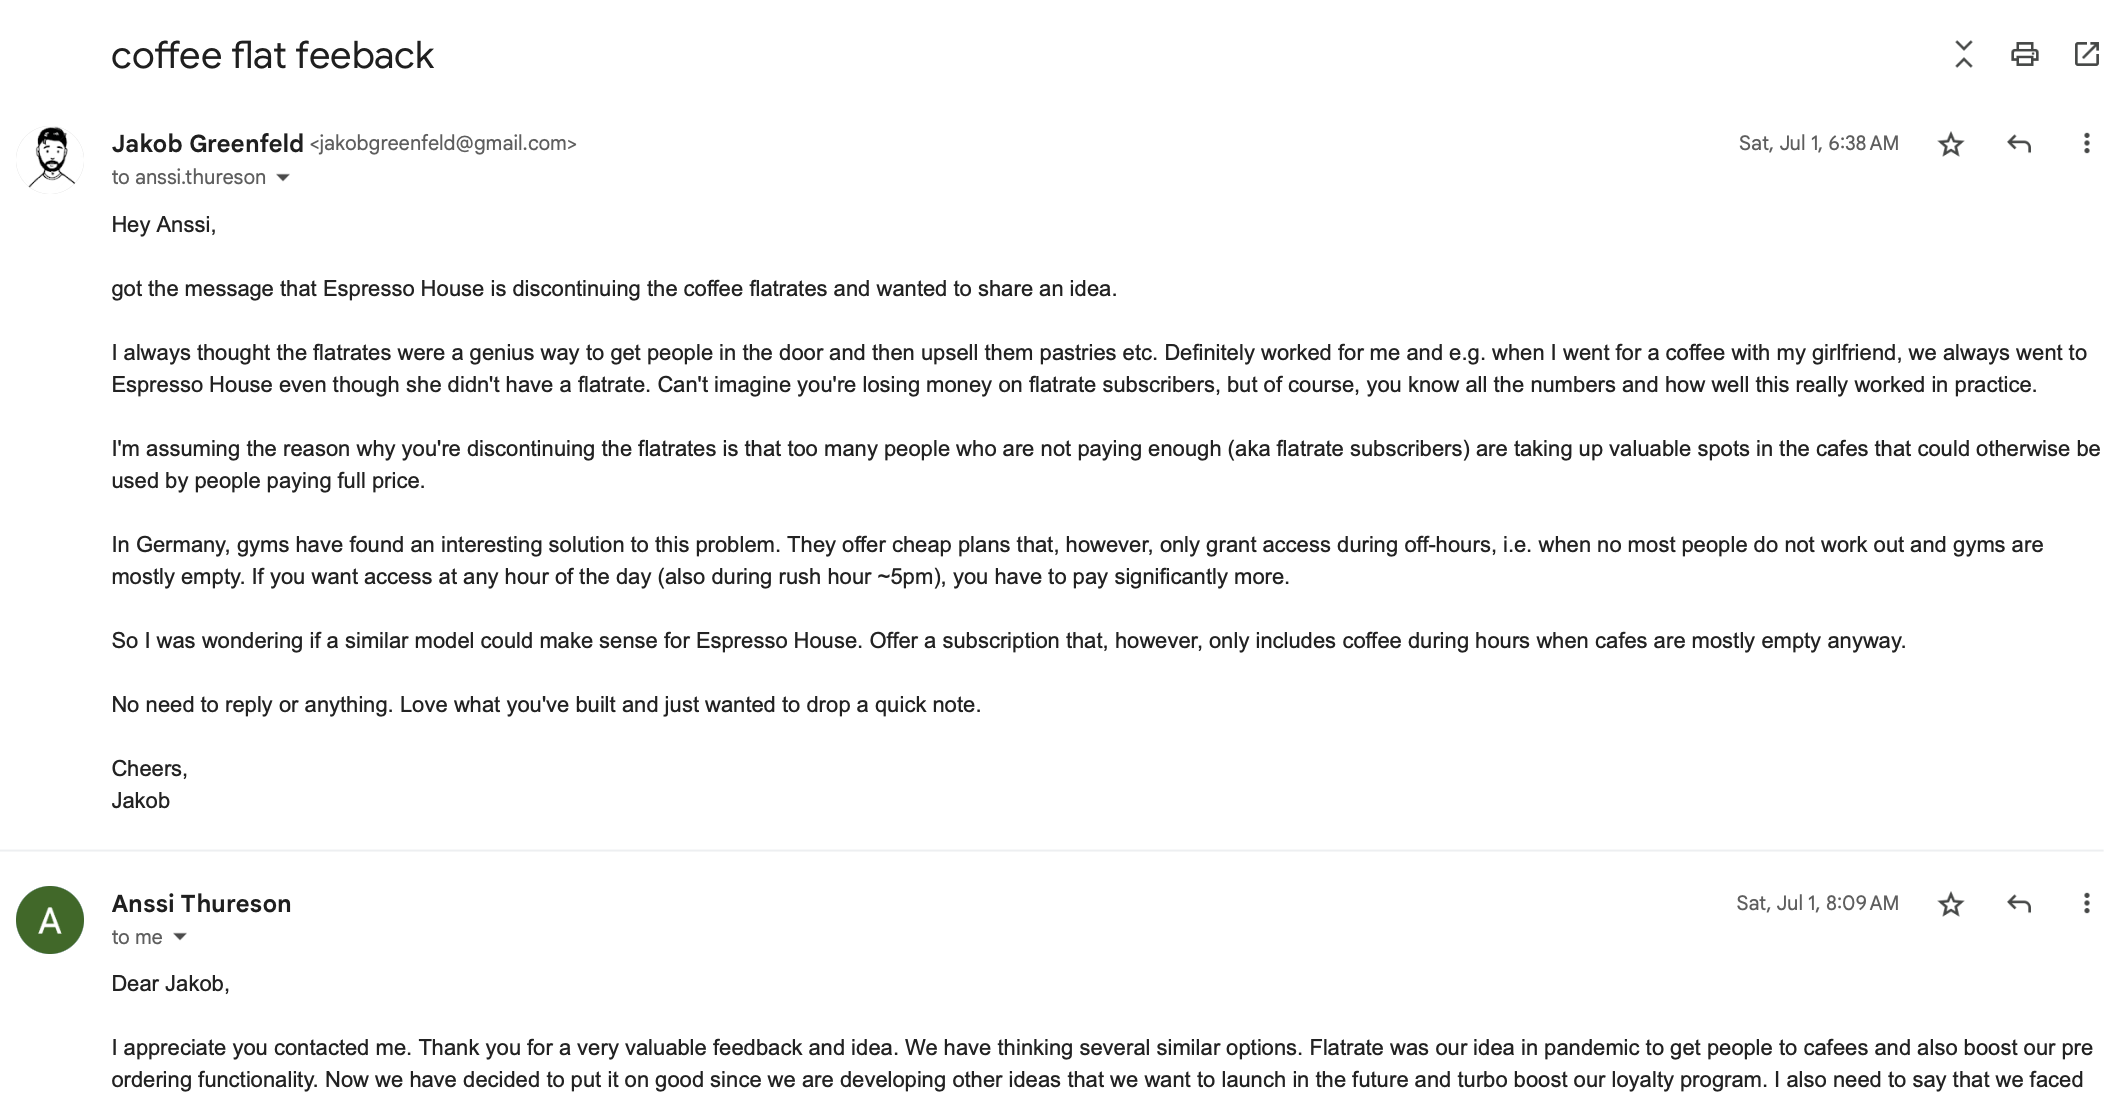 coffee flat feeback
Jakob Greenfeld <jakobgreenfeld@gmail.com>
Sat, Jul 1, 6:38 AM
to anssi.thureson
Hey Anssi,
got the message that Espresso House is discontinuing the coffee flatrates and wanted to share an idea.
I always thought the flatrates were a genius way to get people in the door and then upsell them pastries etc. Definitely worked for me and e.g. when I went for a coffee with my girlfriend, we always went to
Espresso House even though she didn't have a flatrate. Can't imagine you're losing money on flatrate subscribers, but of course, you know all the numbers and how well this really worked in practice.
I'm assuming the reason why you're discontinuing the flatrates is that too many people who are not paying enough (aka flatrate subscribers) are taking up valuable spots in the cafes that could otherwise be
used by people paying full price.
In Germany, gyms have found an interesting solution to this problem. They offer cheap plans that, however, only grant access during off-hours, i.e. when no most people do not work out and gyms are
mostly empty. If you want access at any hour of the day (also during rush hour ~5pm), you have to pay significantly more.
So I was wondering if a similar model could make sense for Espresso House. Offer a subscription that, however, only includes coffee during hours when cafes are mostly empty anyway.
No need to reply or anything. Love what you've built and just wanted to drop a quick note.
Cheers,
Jakob
A
Anssi Thureson
Sat, Jul 1, 8:09 AM
to me
Dear Jakob,
I appreciate you contacted me. Thank you for a very valuable feedback and idea. We have thinking several similar options. Flatrate was our idea in pandemic to get people to cafees and also boost our pre
ordering functionality. Now we have decided to put it on good since we are developing other ideas that we want to launch in the future and turbo boost our loyalty program. I also need to say that we faced